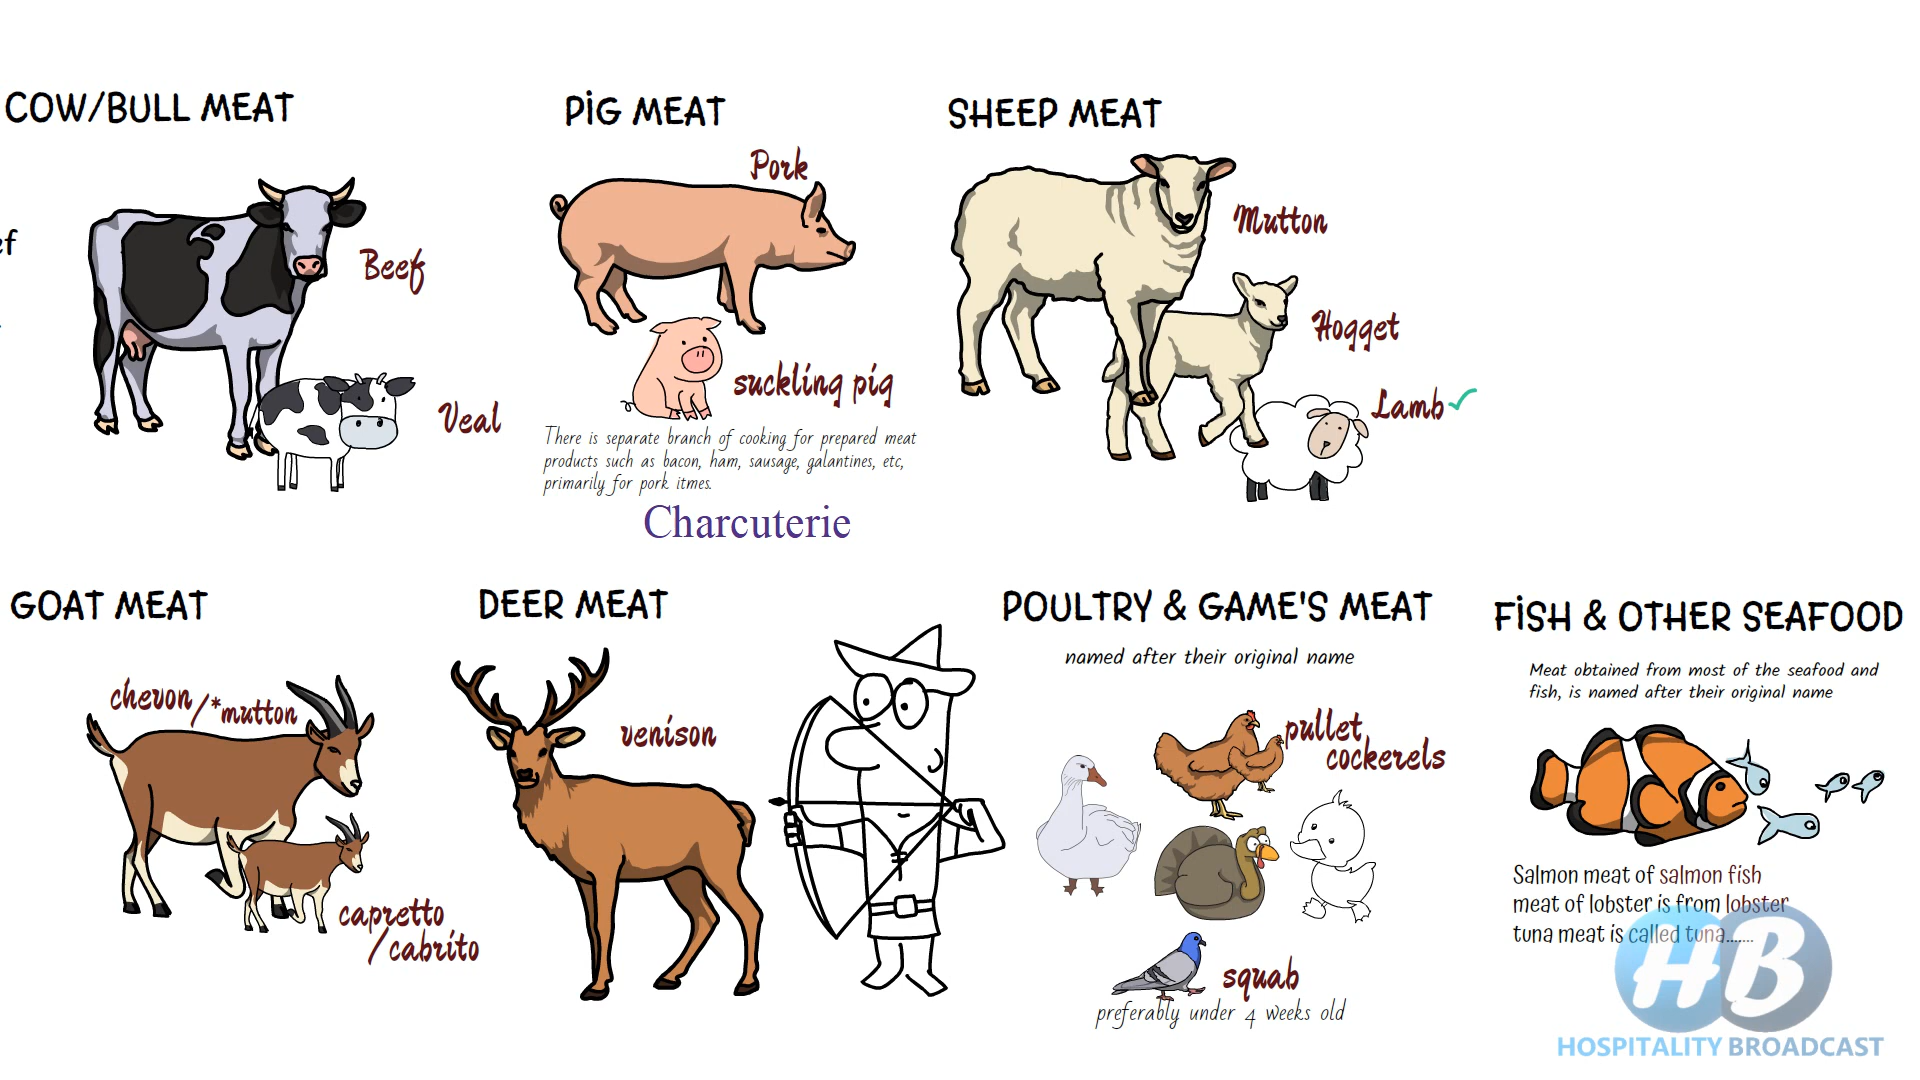 COW/BULL MEAT
Beef
Veal
PIG MEAT
Pork
suckling pig
There is separate branch of cooking for prepared meat
products such as bacon, ham, sausage, galantines, etc,
primarily for pork itmes.
Charcuterie
SHEEP MEAT
Mutton
Hogget
Lamb
GOAT MEAT
chevon/*mutton
capretto
/cabrito
DEER MEAT
venison
POULTRY & GAME'S MEAT
named after their original name
pullet
cockerels
squab
preferably under 4 weeks old
FISH & OTHER SEAFOOD
Meat obtained from most of the seafood and
fish, is named after their original name
Salmon meat of salmon fish
meat of lobster is from lobster
tuna meat is called tuna.......
HB
HOSPITALITY BROADCAST